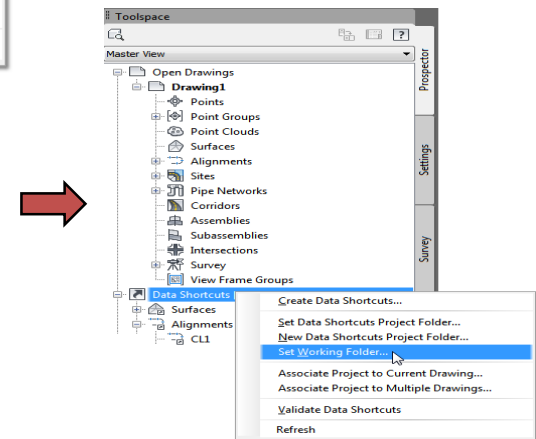 Toolspace
Master View
Open Drawings
Drawing1
Points
Point Groups
Point Clouds
Surfaces
Alignments
Sites
Pipe Networks
Corridors
Assemblies
Subassemblies
Intersections
Survey
View Frame Groups
Data Shortcuts
Surfaces
Alignments
CL1
Prospector
Settings
Survey
Create Data Shortcuts...
Set Data Shortcuts Project Folder...
New Data Shortcuts Project Folder...
Set Working Folder...
Associate Project to Current Drawing...
Associate Project to Multiple Drawings...
Validate Data Shortcuts
Refresh